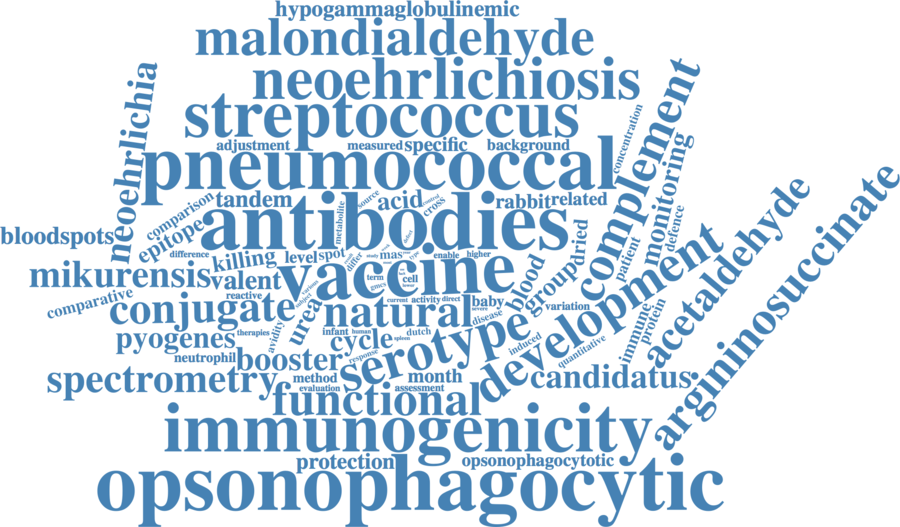 hypogammaglobulinemic
malondialdehyde
neoehrlichiosis
streptococcus
adjustment measured specific background
pneumococcal
neoehrlichia
complement
concentration
monitoring
defence
patient
comparison
epitope
tandem
acid
cross
source
metabolite
rabbit related
antibodies
dried
group
blood
bloodspots
difference
killing level spot
differ
mas
type
enable higher
mikurensis
valent
vaccine
term
cell
comparative
reactive
conjugate
urea
natural
current activity direct baby
severe
disease
variation
development
acetaldehyde
argininosuccinate
pyogenes
therapies
avidity
infant human
cycle
spleen
dutch
serotype
induced
quantitative
immune
protein
neutrophil
booster
response
spectrometry
method
evaluation
month
assessment
candidatus
functional
immunogenicity
protection
opsonophagocytotic
opsonophagocytic